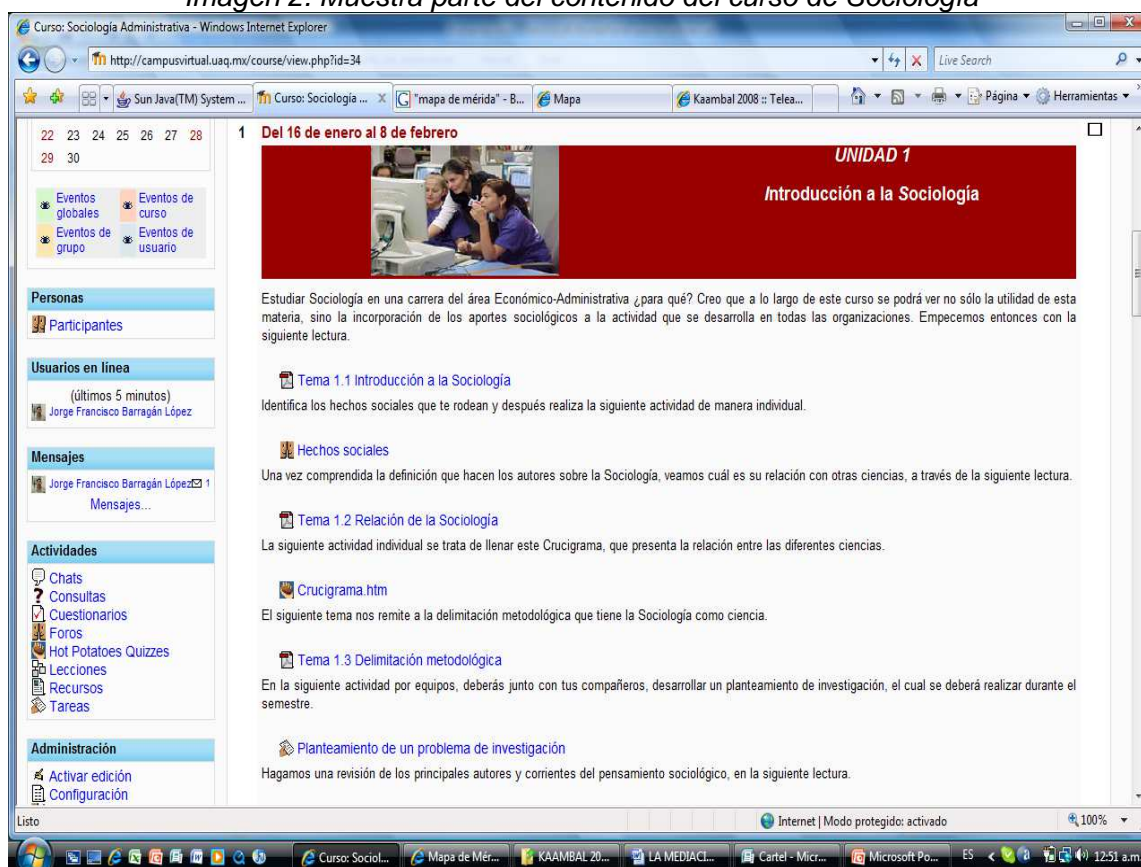 Imagen 2. Muestra parte del contenido del curso de Sociología
Curso: Sociología Administrativa - Windows Internet Explorer
http://campusvirtual.uaq.mx/course/view.php?id=34
Live Search
Sun Java(TM) System ...
Curso: Sociología ...
"mapa de mérida" - B...
Mapa
Kaambal 2008 :: Telea...
Página
Herramientas
22 23 24 25 26 27 28
29 30
Eventos globales
Eventos de curso
Eventos de grupo
Eventos de usuario
Personas
Participantes
Usuarios en línea
(últimos 5 minutos)
Jorge Francisco Barragán López
Mensajes
Jorge Francisco Barragán López 1
Mensajes...
Actividades
Chats
Consultas
Cuestionarios
Foros
Hot Potatoes Quizzes
Lecciones
Recursos
Tareas
Administración
Activar edición
Configuración
1 Del 16 de enero al 8 de febrero
UNIDAD 1
Introducción a la Sociología
Estudiar Sociología en una carrera del área Económico-Administrativa ¿para qué? Creo que a lo largo de este curso se podrá ver no sólo la utilidad de esta
materia, sino la incorporación de los aportes sociológicos a la actividad que se desarrolla en todas las organizaciones. Empecemos entonces con la
siguiente lectura.
Tema 1.1 Introducción a la Sociología
Identifica los hechos sociales que te rodean y después realiza la siguiente actividad de manera individual.
Hechos sociales
Una vez comprendida la definición que hacen los autores sobre la Sociología, veamos cuál es su relación con otras ciencias, a través de la siguiente lectura.
Tema 1.2 Relación de la Sociología
La siguiente actividad individual se trata de llenar este Crucigrama, que presenta la relación entre las diferentes ciencias.
Crucigrama.htm
El siguiente tema nos remite a la delimitación metodológica que tiene la Sociología como ciencia.
Tema 1.3 Delimitación metodológica
En la siguiente actividad por equipos, deberás junto con tus compañeros, desarrollar un planteamiento de investigación, el cual se deberá realizar durante el
semestre.
Planteamiento de un problema de investigación
Hagamos una revisión de los principales autores y corrientes del pensamiento sociológico, en la siguiente lectura.
Listo
Internet | Modo protegido: activado
100%
Curso: Sociol...
Mapa de Mér...
KAAMBAL 20...
LA MEDIACI...
Cartel - Micr...
Microsoft Po...
ES
12:51 a.m.